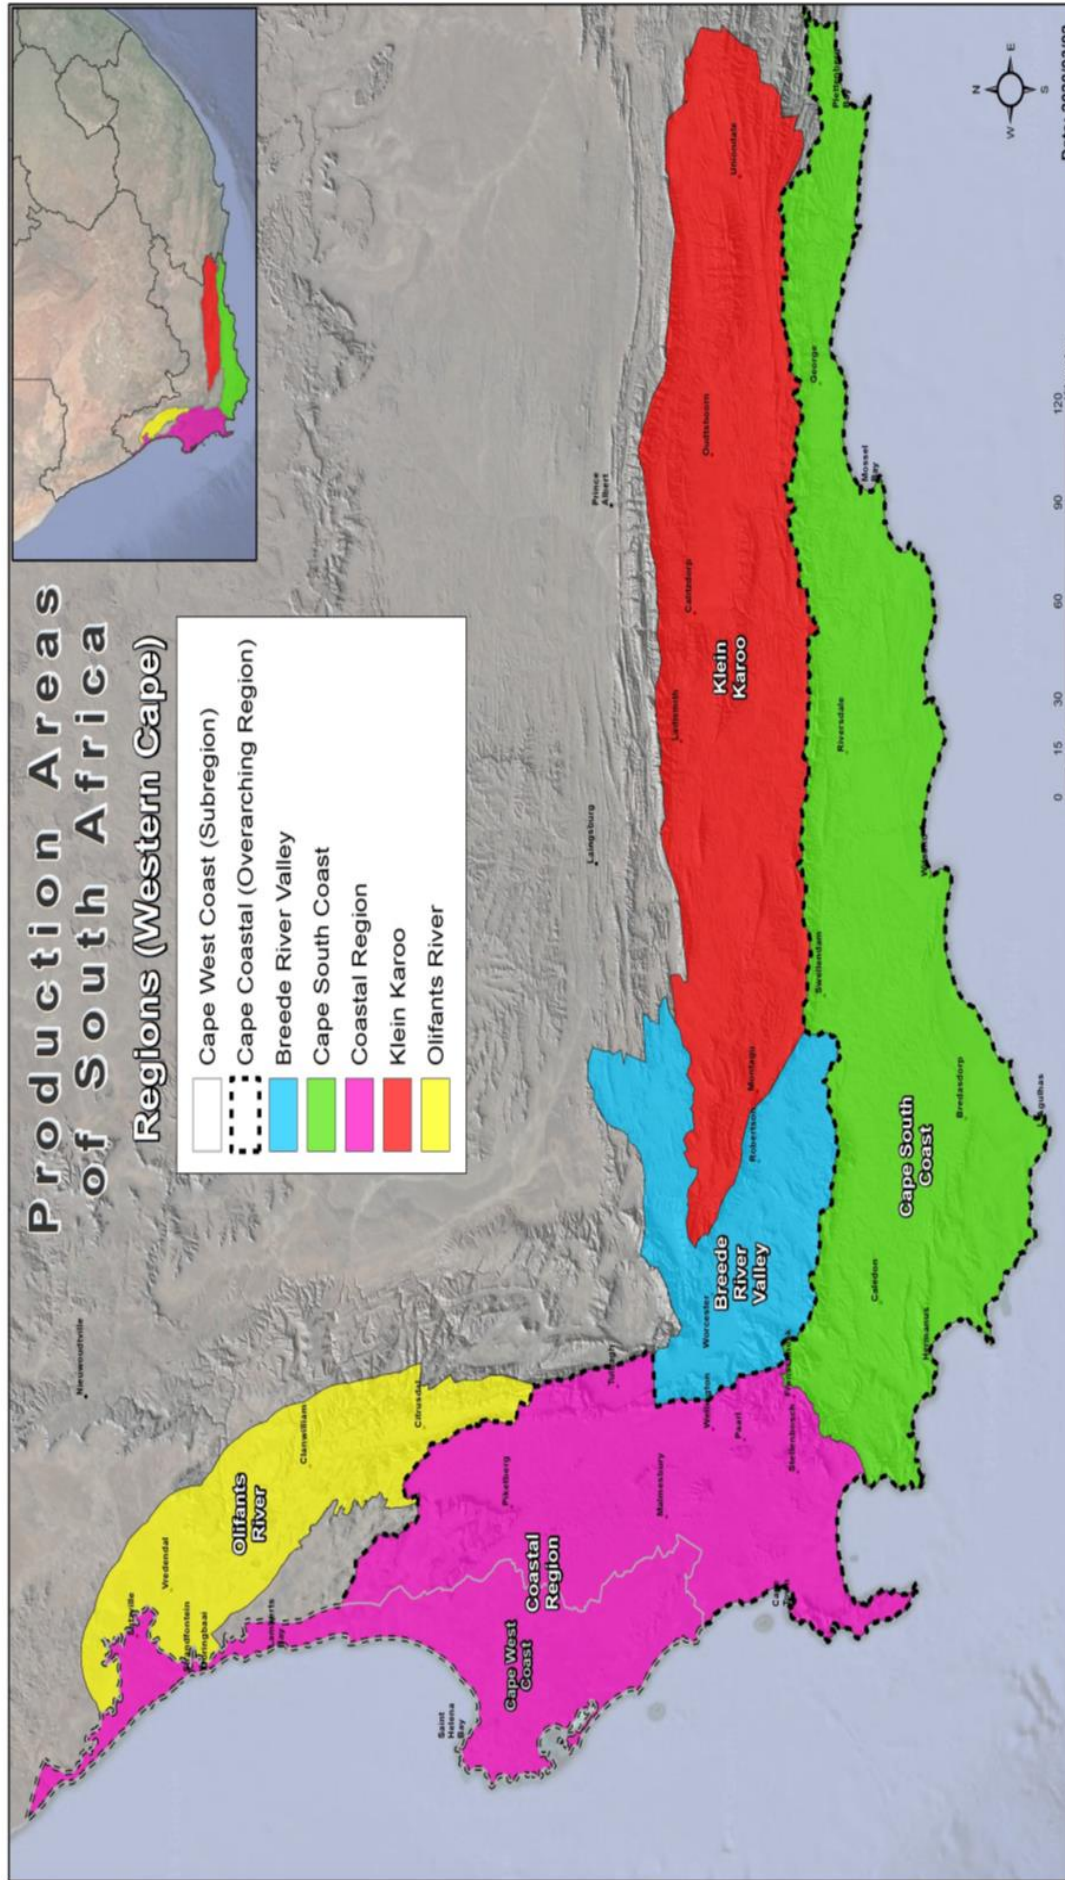 Production Areas
of South Africa
Regions (Western Cape)
Cape West Coast (Subregion)
Cape Coastal (Overarching Region)
Breede River Valley
Cape South Coast
Coastal Region
Klein Karoo
Olifants River
Nieuwoudtville
Vredendal
Olifants
River
Clanwilliam
Citrusdal
Saint
Helena
Bay
Piketberg
Cape West
Coast
Coastal
Region
Malmesbury
Wellington
Paarl
Stellenbosch
Worcester
Breede
River
Valley
Robertson
Montagu
Laingsburg
Prince
Albert
Ladismith
Calitzdorp
Oudtshoorn
Uniondale
Klein
Karoo
Swellendam
Riversdale
George
Mossel
Bay
Caledon
Hermanus
Cape South
Coast
Bredasdorp
N
W
E
S
0 15 30 60 90 120